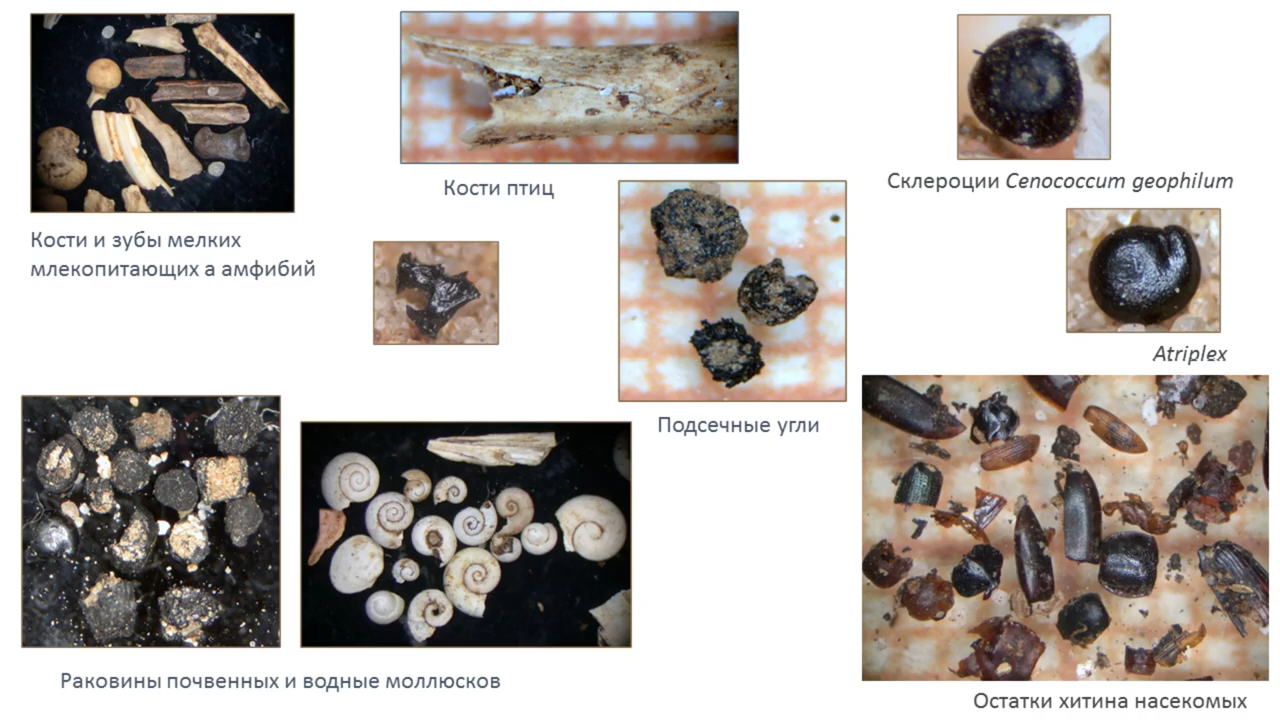 Кости птиц
Склероции Cenococcum geophilum
Кости и зубы мелких
млекопитающих а амфибий
Atriplex
Подсечные угли
Раковины почвенных и водные моллюсков
Остатки хитина насекомых